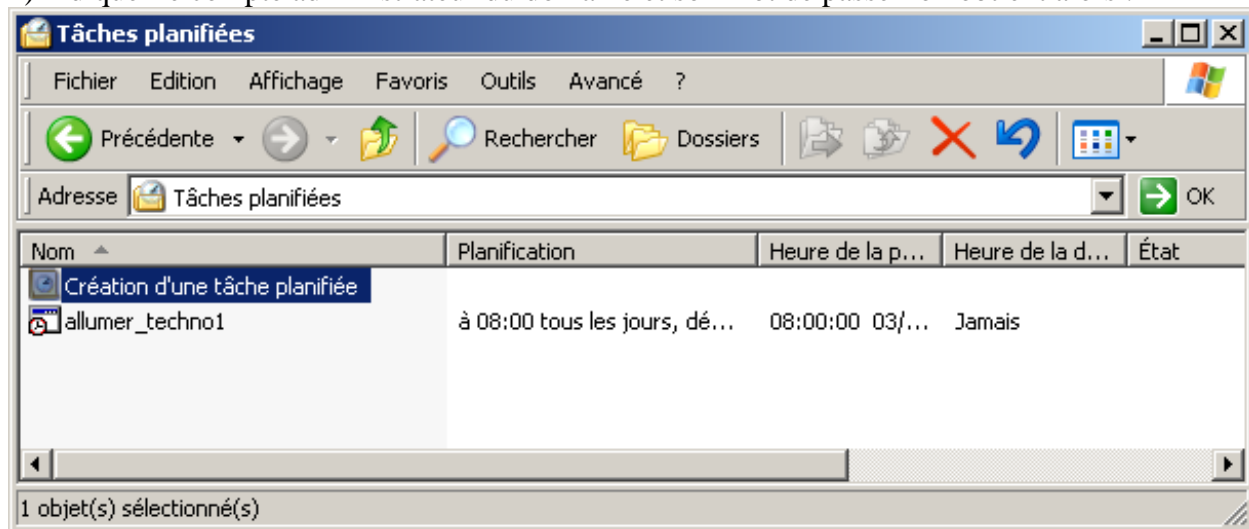 Tâches planifiées
Fichier Edition Affichage Favoris Outils Avancé ?
Précédente Rechercher Dossiers
Adresse Tâches planifiées OK
Nom Planification Heure de la p... Heure de la d... État
Création d'une tâche planifiée
allumer_techno1 à 08:00 tous les jours, dé... 08:00:00 03/... Jamais
1 objet(s) sélectionné(s)